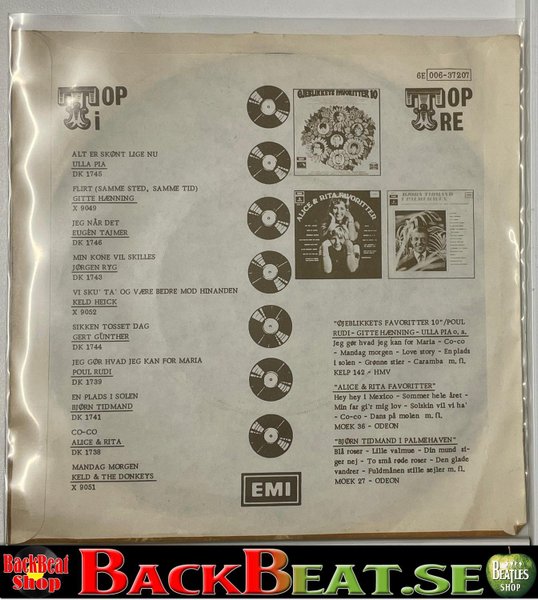 6E 006-37207
TOP
i
TOP
TRE
ØJEBLIKKETS FAVORITTER 10
ALT ER SKØNT LIGE NU
ULLA PIA
DK 1745
FLIRT (SAMME STED, SAMME TID)
GITTE HÆNNING
X 9049
JEG NÅR DET
EUGÈN TAJMER
DK 1746
MIN KONE VIL SKILLES
JØRGEN RYG
DK 1743
VI SKU' TA' OG VÆRE BEDRE MOD HINANDEN
KELD HEICK
X 9052
SIKKEN TOSSET DAG
GERT GÜNTHER
DK 1744
JEG GØR HVAD JEG KAN FOR MARIA
POUL RUDI
DK 1739
EN PLADS I SOLEN
BJØRN TIDMAND
DK 1741
CO-CO
ALICE & RITA
DK 1738
MANDAG MORGEN
KELD & THE DONKEYS
X 9051
ALICE & RITA FAVORITTER
BJØRN TIDMAND
I PALMEHAVEN
"ØJEBLIKKETS FAVORITTER 10"/POUL
RUDI - GITTE HÆNNING - ULLA PIA o. a.
Jeg gør hvad jeg kan for Maria - Co-co
- Mandag morgen - Love story - En plads
i solen - Grønne stier - Caramba m. fl.
KELP 142 - HMV
"ALICE & RITA FAVORITTER"
Hey hey i Mexico - Sommer hele året -
Min far gi'r mig lov - Solskin vil vi ha'
- Co-co - Dans på molen m. fl.
MOEK 36 - ODEON
"BJØRN TIDMAND I PALMEHAVEN"
Blå roser - Lille valmue - Din mund si-
ger nej - To små røde roser - Den glade
vandrer - Fuldmånen stille sejler m. fl.
MOEK 27 - ODEON
EMI
BackBeat
Shop
BACKBEAT.SE
BEATLES
SHOP